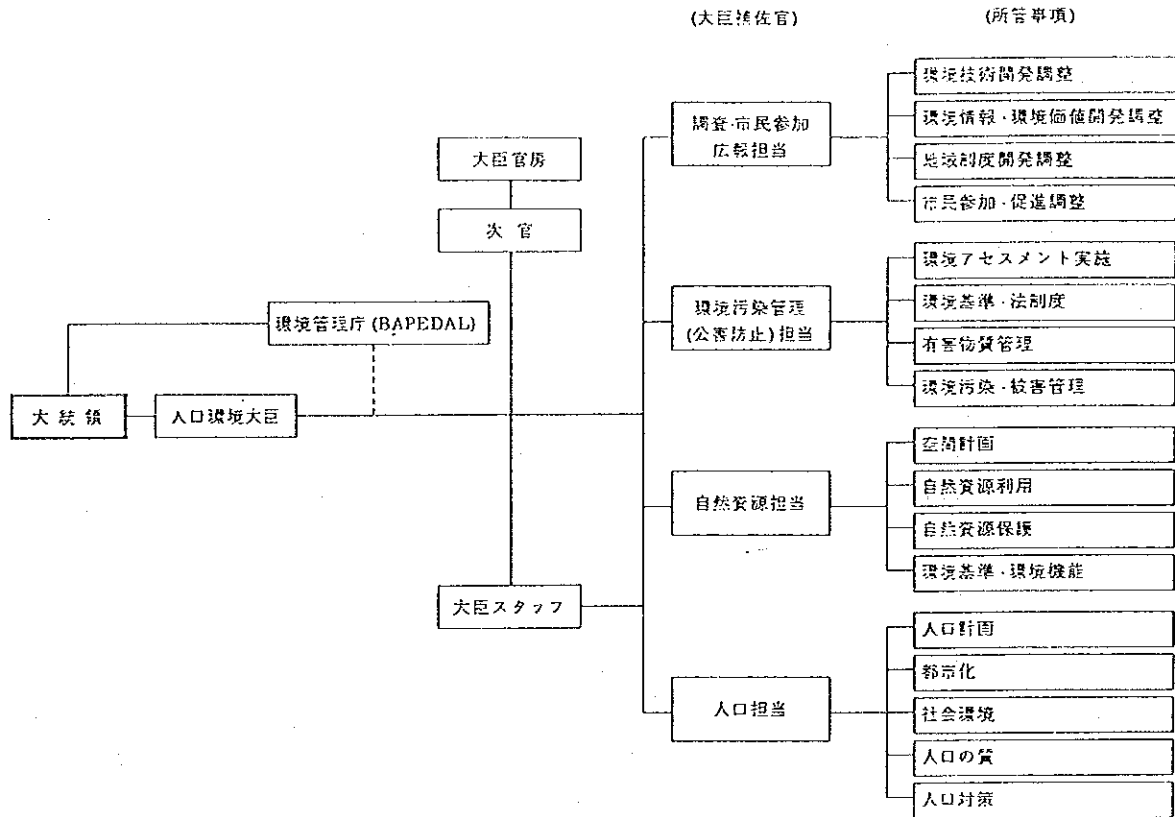 (大臣補佐官)
(所管事項)
大臣官房
次官
環境管理庁(BAPEDAL)
大統領
人口環境大臣
大臣スタッフ
調査・市民参加
広報担当
環境技術開発調整
環境情報・環境価値開発調整
地域制度開発調整
市民参加・促進調整
環境汚染管理
(公害防止)担当
環境アセスメント実施
環境基準・法制度
有害物質管理
環境汚染・被害管理
自然資源担当
空間計画
自然資源利用
自然資源保護
環境基準・環境機能
人口担当
人口計画
都市化
社会環境
人口の質
人口対策